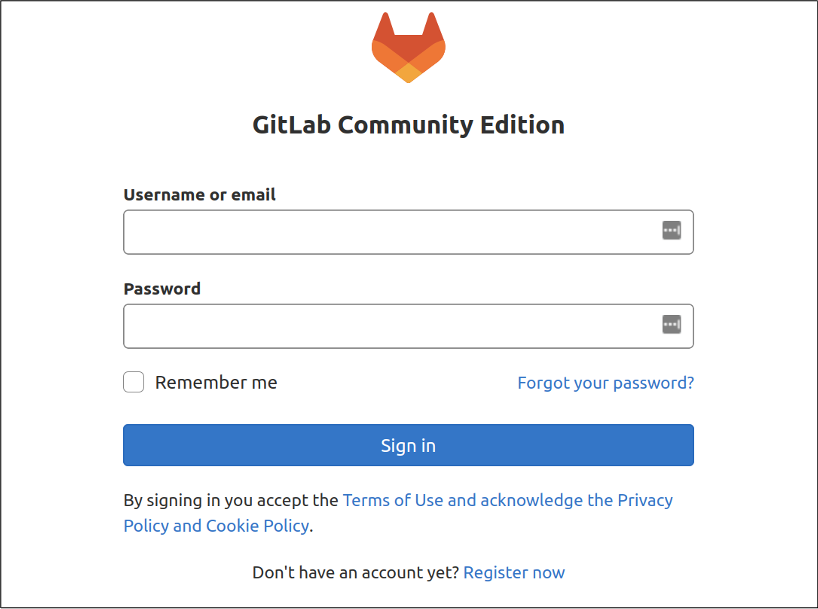 GitLab Community Edition
Username or email
Password
Remember me
Forgot your password?
Sign in
By signing in you accept the Terms of Use and acknowledge the Privacy
Policy and Cookie Policy.
Don't have an account yet? Register now